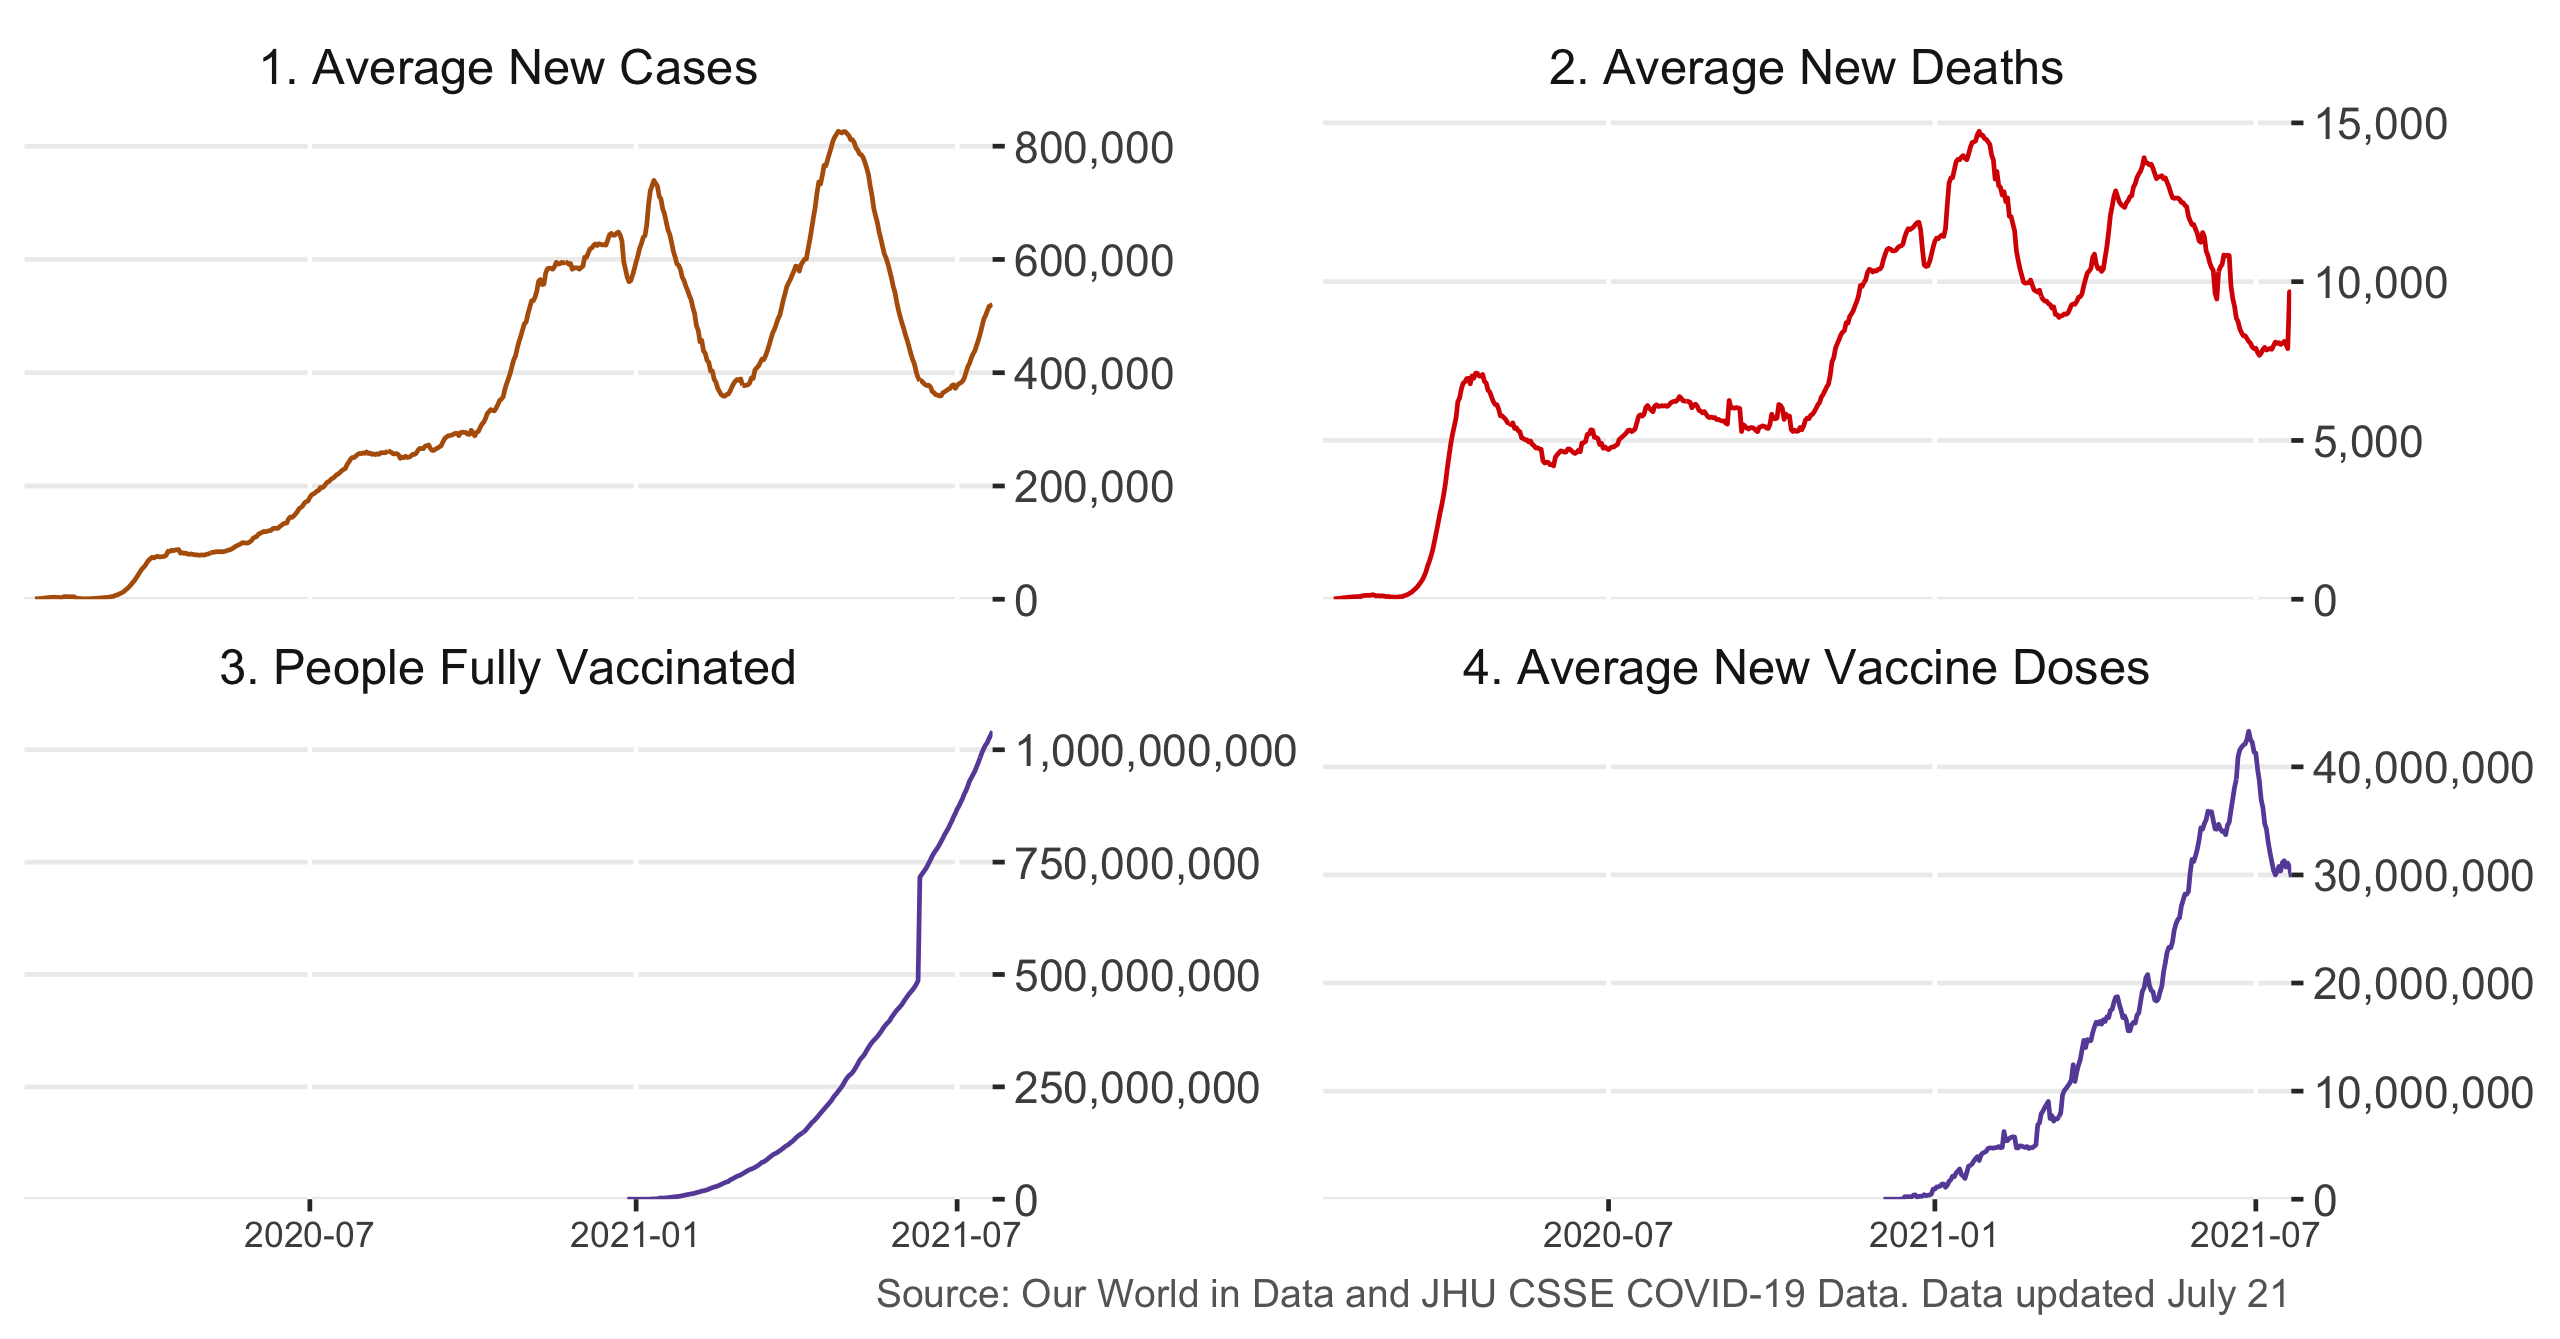 1. Average New Cases
800,000
600,000
400,000
200,000
0
2. Average New Deaths
15,000
10,000
5,000
0
3. People Fully Vaccinated
1,000,000,000
750,000,000
500,000,000
250,000,000
0
2020-07 2021-01 2021-07
4. Average New Vaccine Doses
40,000,000
30,000,000
20,000,000
10,000,000
0
2020-07 2021-01 2021-07
Source: Our World in Data and JHU CSSE COVID-19 Data. Data updated July 21